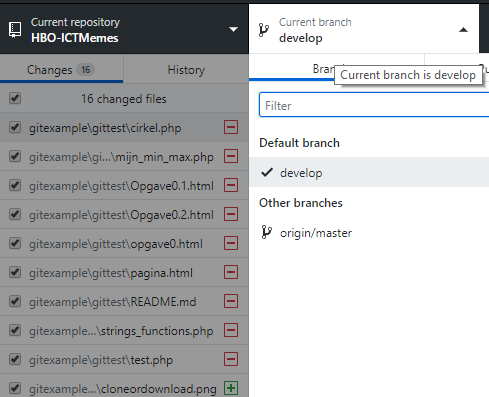 Current repository
HBO-ICTMemes
Current branch
develop
Changes 16
History
Bran
Current branch is develop
16 changed files
Filter
gitexample\gittest\cirkel.php
Default branch
gitexample\gi...\mijn_min_max.php
develop
gitexample\gittest\Opgave0.1.html
Other branches
gitexample\gittest\Opgave0.2.html
origin/master
gitexample\gittest\opgave0.html
gitexample\gittest\pagina.html
gitexample\gittest\README.md
gitexample...\strings_functions.php
gitexample\gittest\test.php
gitexample...\cloneordownload.png